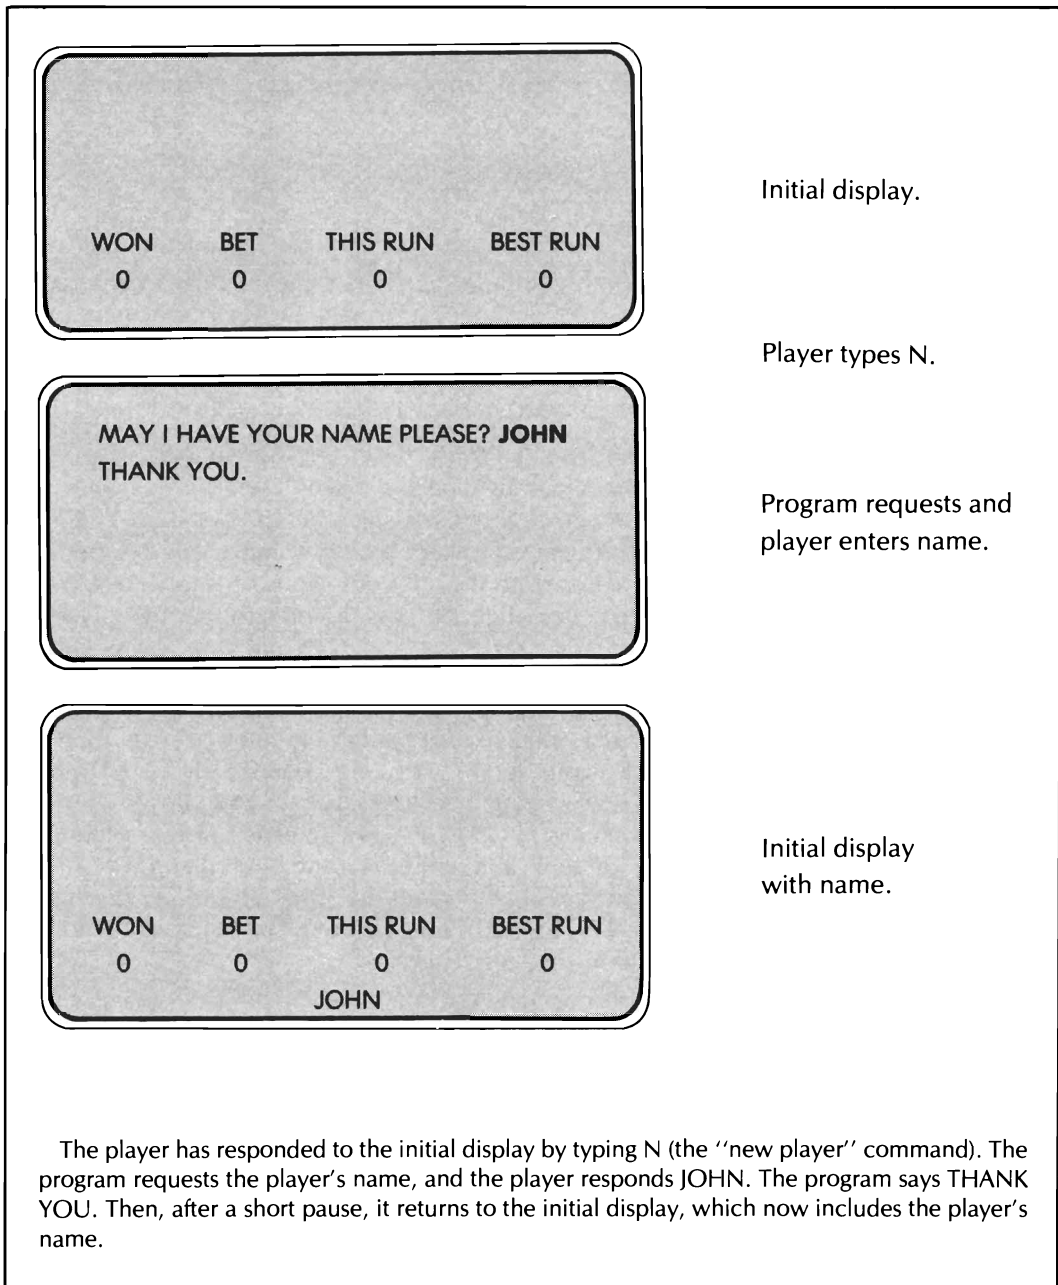 WON BET THIS RUN BEST RUN
0 0 0 0
Initial display.
Player types N.
MAY I HAVE YOUR NAME PLEASE? JOHN
THANK YOU.
Program requests and
player enters name.
WON BET THIS RUN BEST RUN
0 0 0 0
JOHN
Initial display
with name.
The player has responded to the initial display by typing N (the ''new player'' command). The
program requests the player's name, and the player responds JOHN. The program says THANK
YOU. Then, after a short pause, it returns to the initial display, which now includes the player's
name.